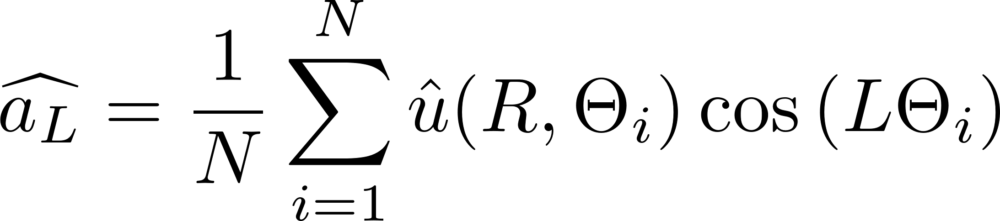 \widehat{a_L} = \frac{1}{N} \sum_{i=1}^{N} \hat{u}(R, \Theta_i) \cos(L\Theta_i)